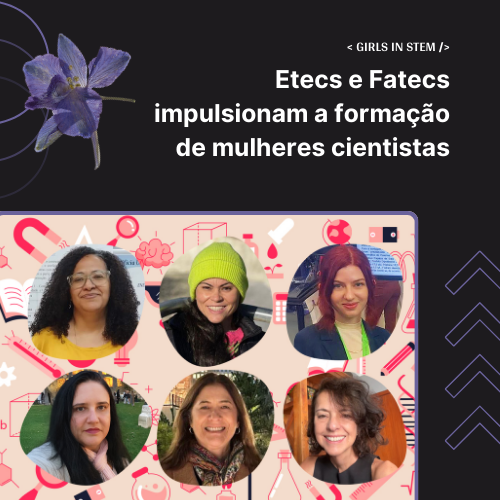 < GIRLS IN STEM />
Etecs e Fatecs
impulsionam a formação
de mulheres cientistas